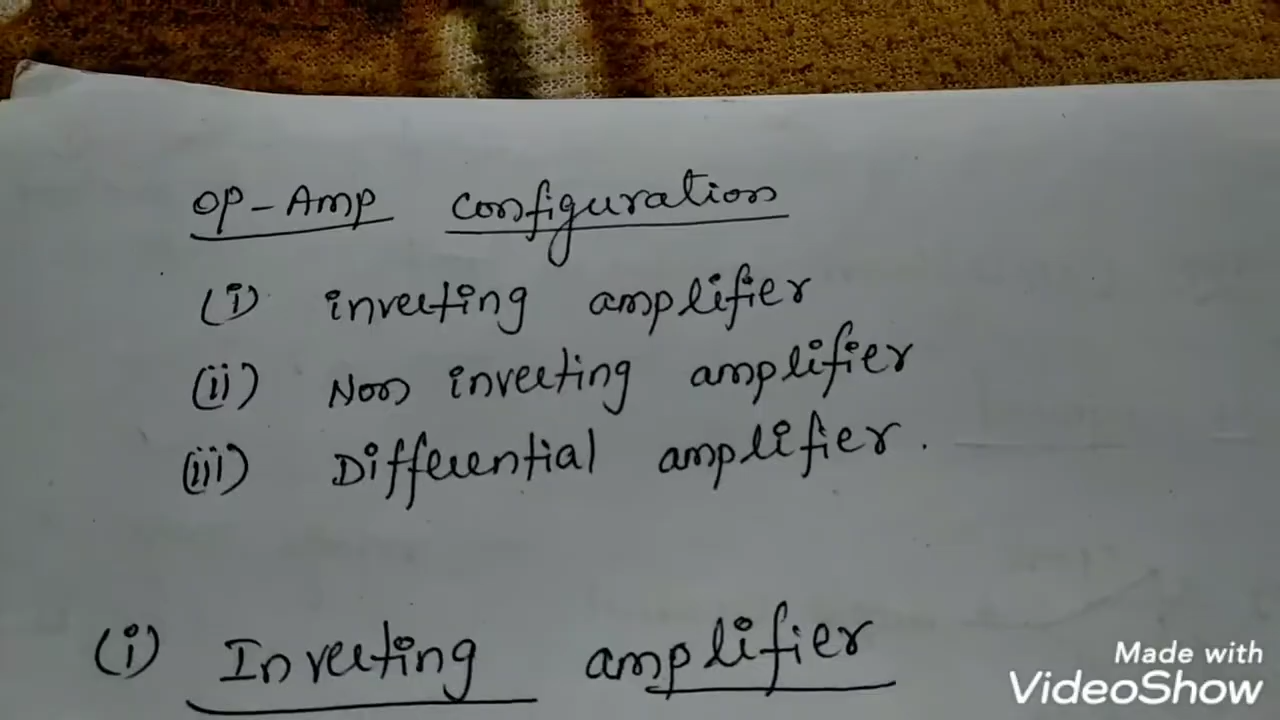 OP-Amp configuration
(i) inverting amplifier
(ii) Non inverting amplifier
(iii) Differential amplifier.
(i) Inverting amplifier
Made with
VideoShow